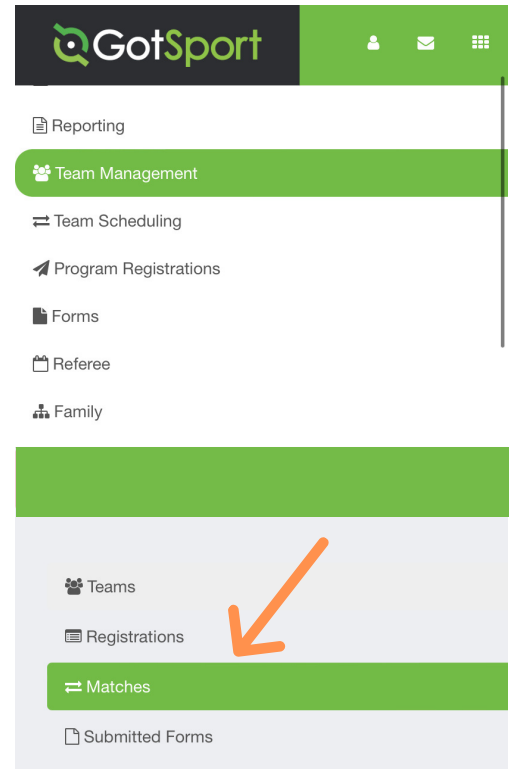 GotSport
Reporting
Team Management
Team Scheduling
Program Registrations
Forms
Referee
Family
Teams
Registrations
Matches
Submitted Forms